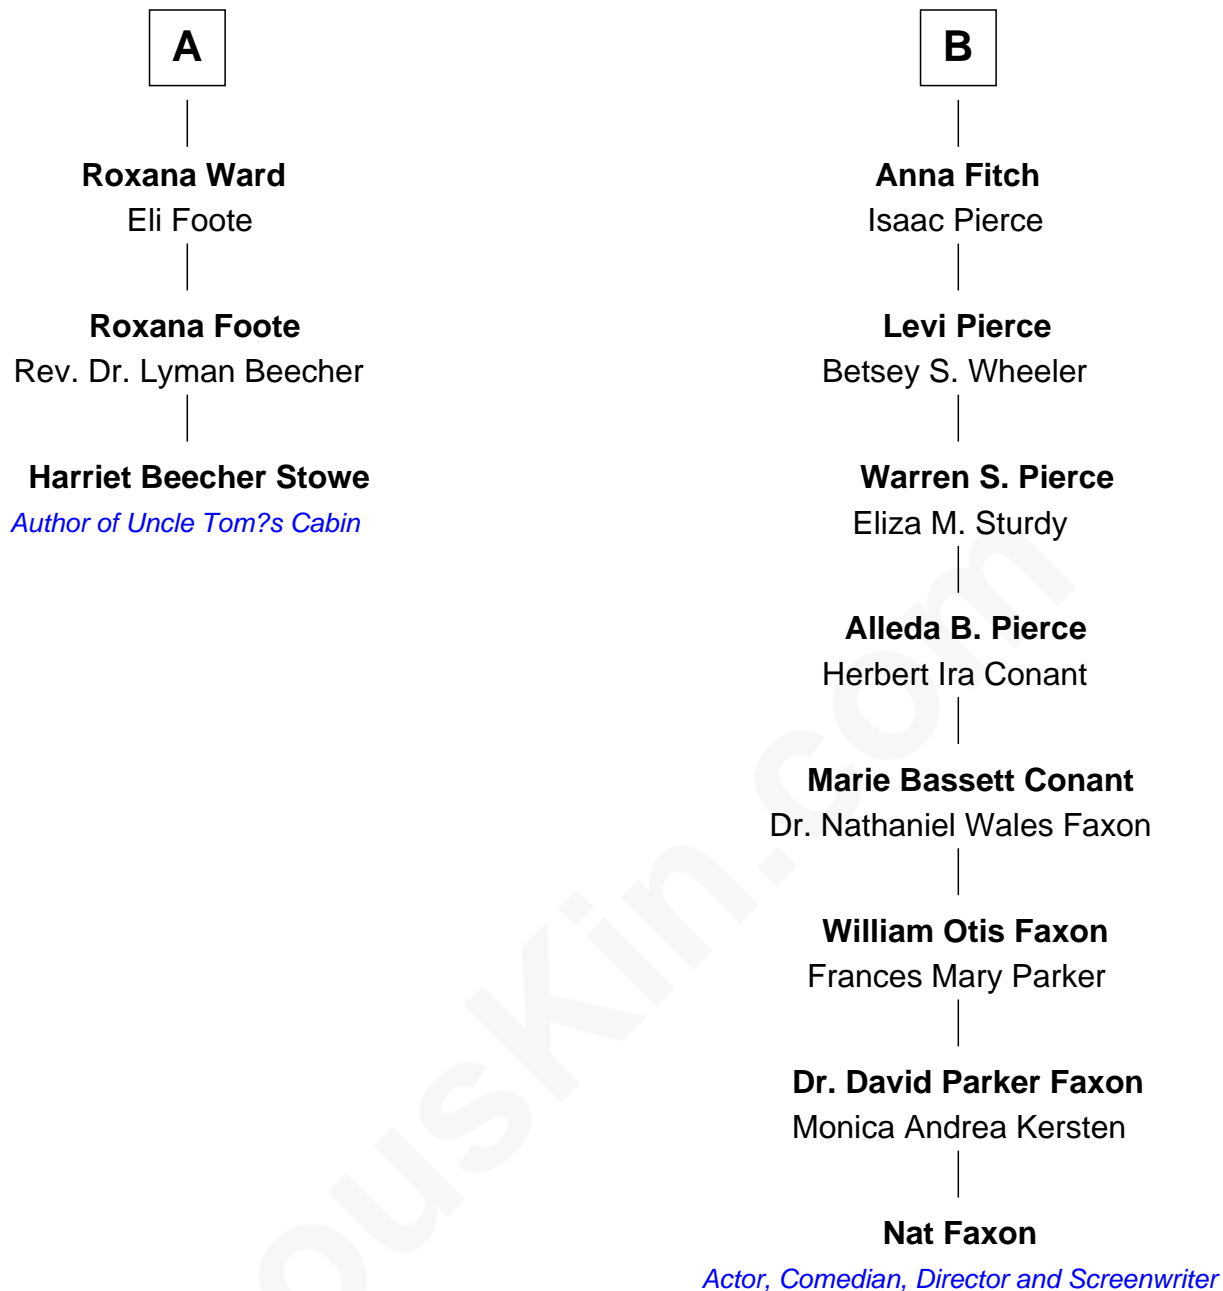 A
Roxana Ward
Eli Foote
Roxana Foote
Rev. Dr. Lyman Beecher
Harriet Beecher Stowe
Author of Uncle Tom?s Cabin
B
Anna Fitch
Isaac Pierce
Levi Pierce
Betsey S. Wheeler
Warren S. Pierce
Eliza M. Sturdy
Alleda B. Pierce
Herbert Ira Conant
Marie Bassett Conant
Dr. Nathaniel Wales Faxon
William Otis Faxon
Frances Mary Parker
Dr. David Parker Faxon
Monica Andrea Kersten
Nat Faxon
Actor, Comedian, Director and Screenwriter
ousKin.com